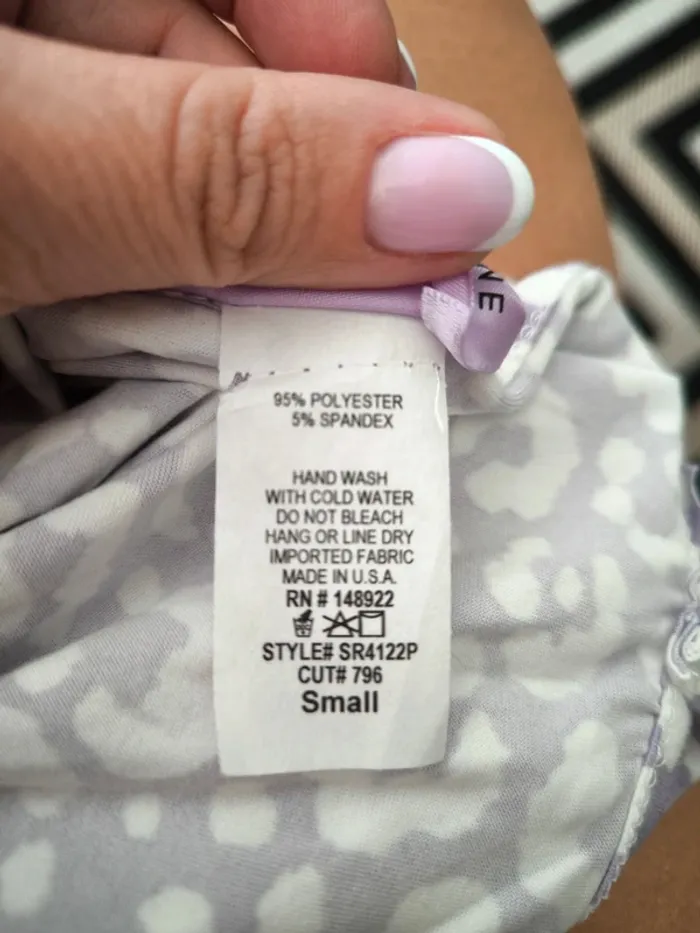 NE
95% POLYESTER
5% SPANDEX
HAND WASH
WITH COLD WATER
DO NOT BLEACH
HANG OR LINE DRY
IMPORTED FABRIC
MADE IN U.S.A.
RN # 148922
STYLE# SR4122P
CUT# 796
Small